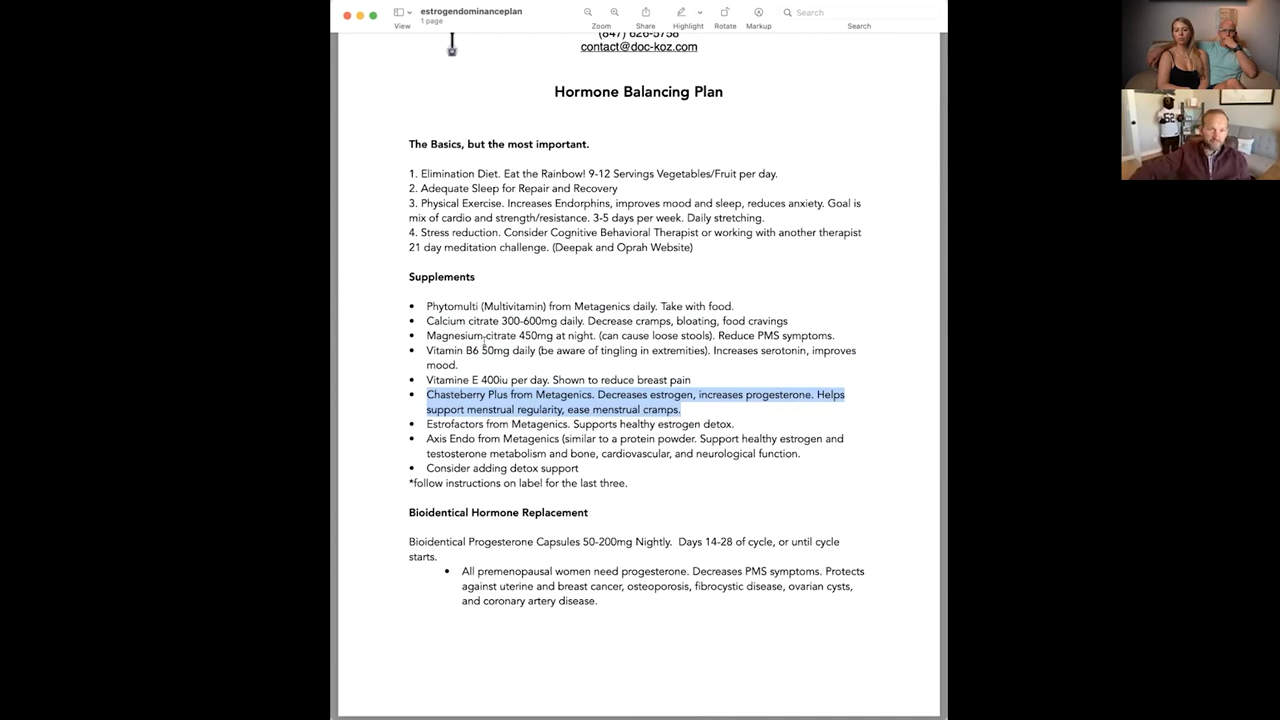 estrogendominanceplan
1 page
View
Zoom
Share
Highlight
Rotate
Markup
Search
Search
(847) 626-5758
contact@doc-koz.com
Hormone Balancing Plan
The Basics, but the most important.
1. Elimination Diet. Eat the Rainbow! 9-12 Servings Vegetables/Fruit per day.
2. Adequate Sleep for Repair and Recovery
3. Physical Exercise. Increases Endorphins, improves mood and sleep, reduces anxiety. Goal is
mix of cardio and strength/resistance. 3-5 days per week. Daily stretching.
4. Stress reduction. Consider Cognitive Behavioral Therapist or working with another therapist
21 day meditation challenge. (Deepak and Oprah Website)
Supplements
• Phytomulti (Multivitamin) from Metagenics daily. Take with food.
• Calcium citrate 300-600mg daily. Decrease cramps, bloating, food cravings
• Magnesium citrate 450mg at night. (can cause loose stools). Reduce PMS symptoms.
• Vitamin B6 50mg daily (be aware of tingling in extremities). Increases serotonin, improves
mood.
• Vitamine E 400iu per day. Shown to reduce breast pain
• Chasteberry Plus from Metagenics. Decreases estrogen, increases progesterone. Helps
support menstrual regularity, ease menstrual cramps.
• Estrofactors from Metagenics. Supports healthy estrogen detox.
• Axis Endo from Metagenics (similar to a protein powder. Support healthy estrogen and
testosterone metabolism and bone, cardiovascular, and neurological function.
• Consider adding detox support
*follow instructions on label for the last three.
Bioidentical Hormone Replacement
Bioidentical Progesterone Capsules 50-200mg Nightly. Days 14-28 of cycle, or until cycle
starts.
• All premenopausal women need progesterone. Decreases PMS symptoms. Protects
against uterine and breast cancer, osteoporosis, fibrocystic disease, ovarian cysts,
and coronary artery disease.
52